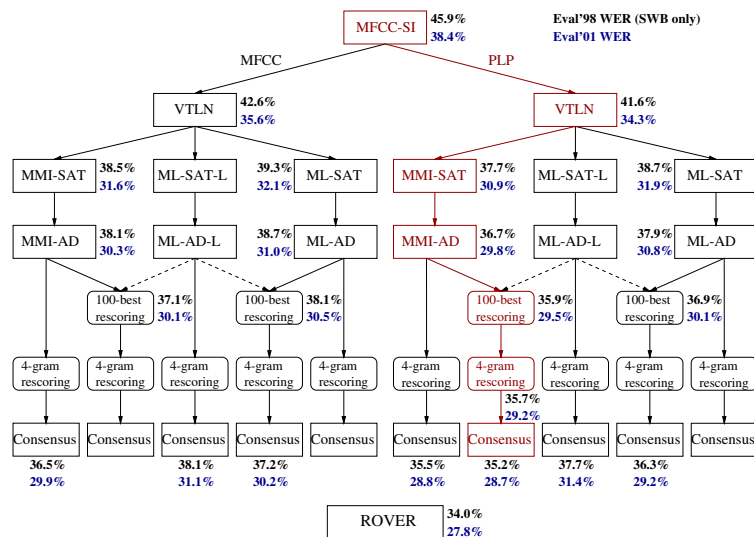 MFCC-SI
45.9%
38.4%
Eval'98 WER (SWB only)
Eval'01 WER
MFCC
PLP
VTLN
42.6%
35.6%
VTLN
41.6%
34.3%
MMI-SAT
38.5%
31.6%
ML-SAT-L
ML-SAT
39.3%
32.1%
MMI-SAT
37.7%
30.9%
ML-SAT-L
ML-SAT
38.7%
31.9%
MMI-AD
38.1%
30.3%
ML-AD-L
ML-AD
38.7%
31.0%
MMI-AD
36.7%
29.8%
ML-AD-L
ML-AD
37.9%
30.8%
100-best
rescoring
37.1%
30.1%
100-best
rescoring
38.1%
30.5%
100-best
rescoring
35.9%
29.5%
100-best
rescoring
36.9%
30.1%
4-gram
rescoring
4-gram
rescoring
4-gram
rescoring
4-gram
rescoring
4-gram
rescoring
4-gram
rescoring
4-gram
rescoring
4-gram
rescoring
4-gram
rescoring
4-gram
rescoring
35.7%
29.2%
Consensus
Consensus
Consensus
Consensus
Consensus
Consensus
Consensus
Consensus
Consensus
Consensus
36.5%
29.9%
38.1%
31.1%
37.2%
30.2%
35.5%
28.8%
35.2%
28.7%
37.7%
31.4%
36.3%
29.2%
ROVER
34.0%
27.8%